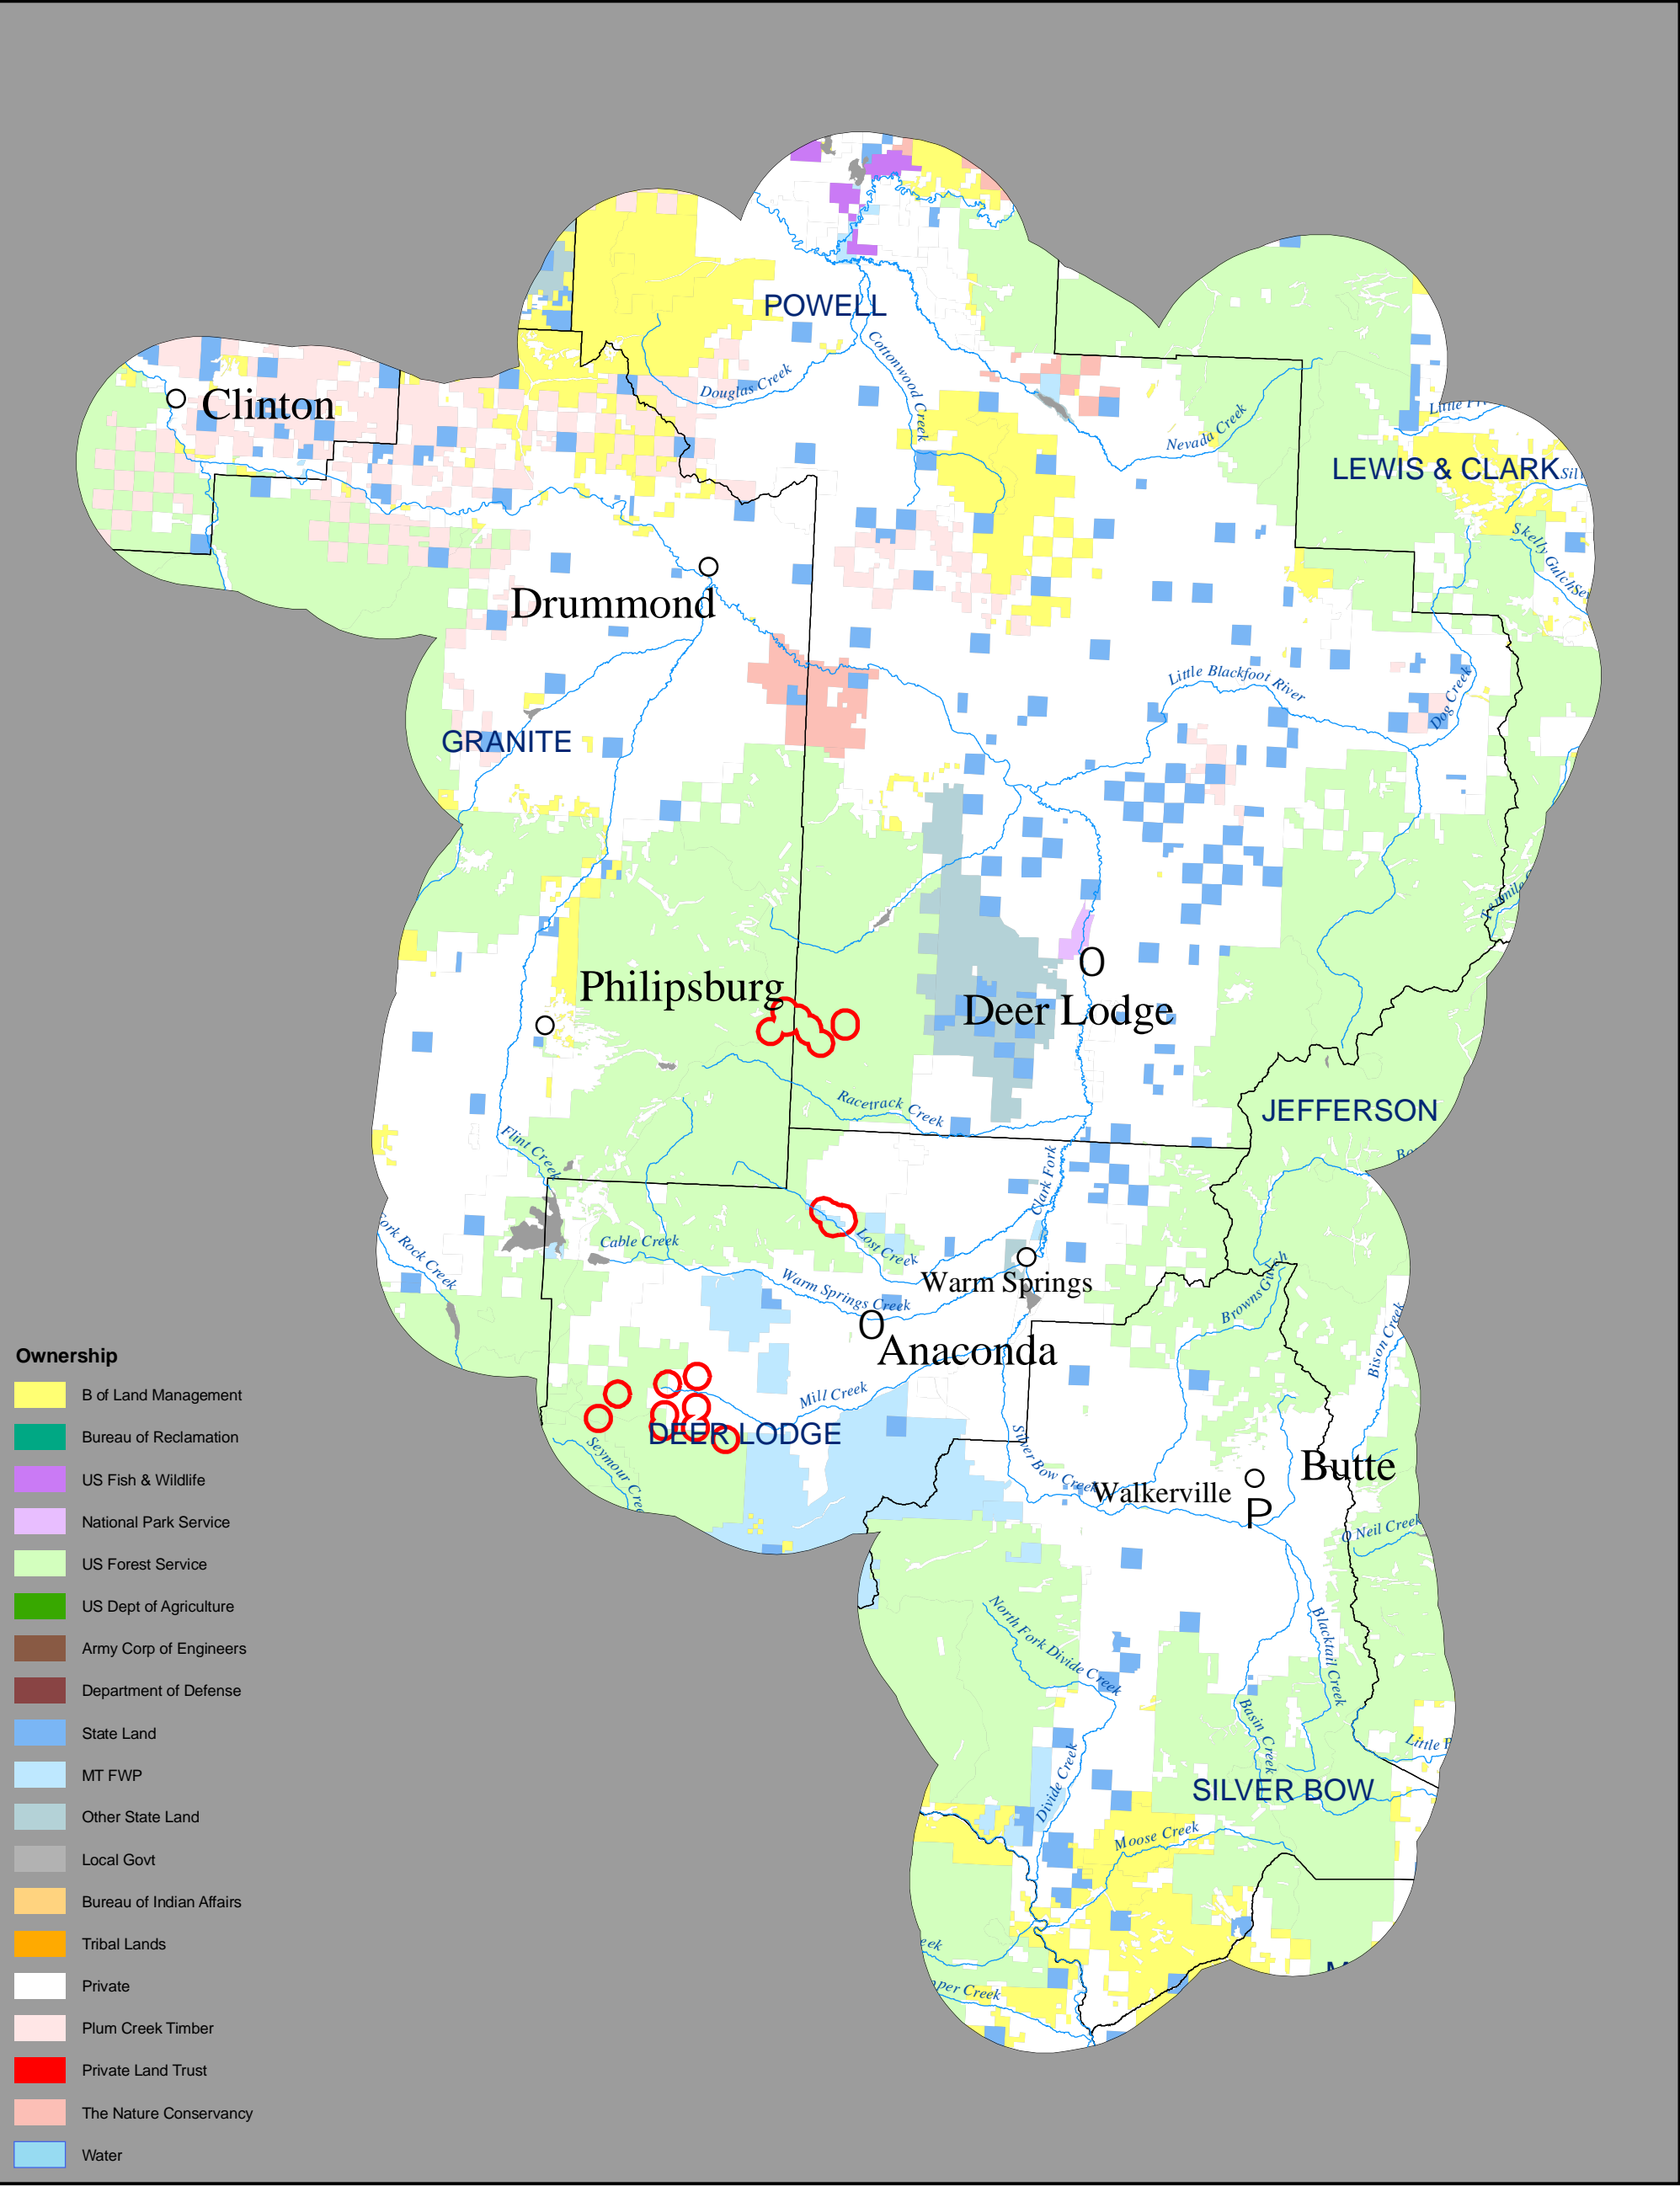 POWELL
Cottonwood Creek
Douglas Creek
Clinton
Nevada Creek
LEWIS & CLARK
Skelly Gulch
Drummond
Little Blackfoot River
Dog Creek
GRANITE
Philipsburg
Deer Lodge
Racetrack Creek
JEFFERSON
Flint Creek
Clark Fork
Cable Creek
Lost Creek
Rock Creek
Warm Springs Creek
Warm Springs
Browns Gulch
Bison Creek
Anaconda
Mill Creek
DEER LODGE
Seymour
Silver Bow Creek
Walkerville
Butte
P
O Neil Creek
North Fork Divide Creek
Blacktail Creek
Basin Creek
Little
Divide Creek
SILVER BOW
Moose Creek
Creek
Ownership
B of Land Management
Bureau of Reclamation
US Fish & Wildlife
National Park Service
US Forest Service
US Dept of Agriculture
Army Corp of Engineers
Department of Defense
State Land
MT FWP
Other State Land
Local Govt
Bureau of Indian Affairs
Tribal Lands
Private
Plum Creek Timber
Private Land Trust
The Nature Conservancy
Water